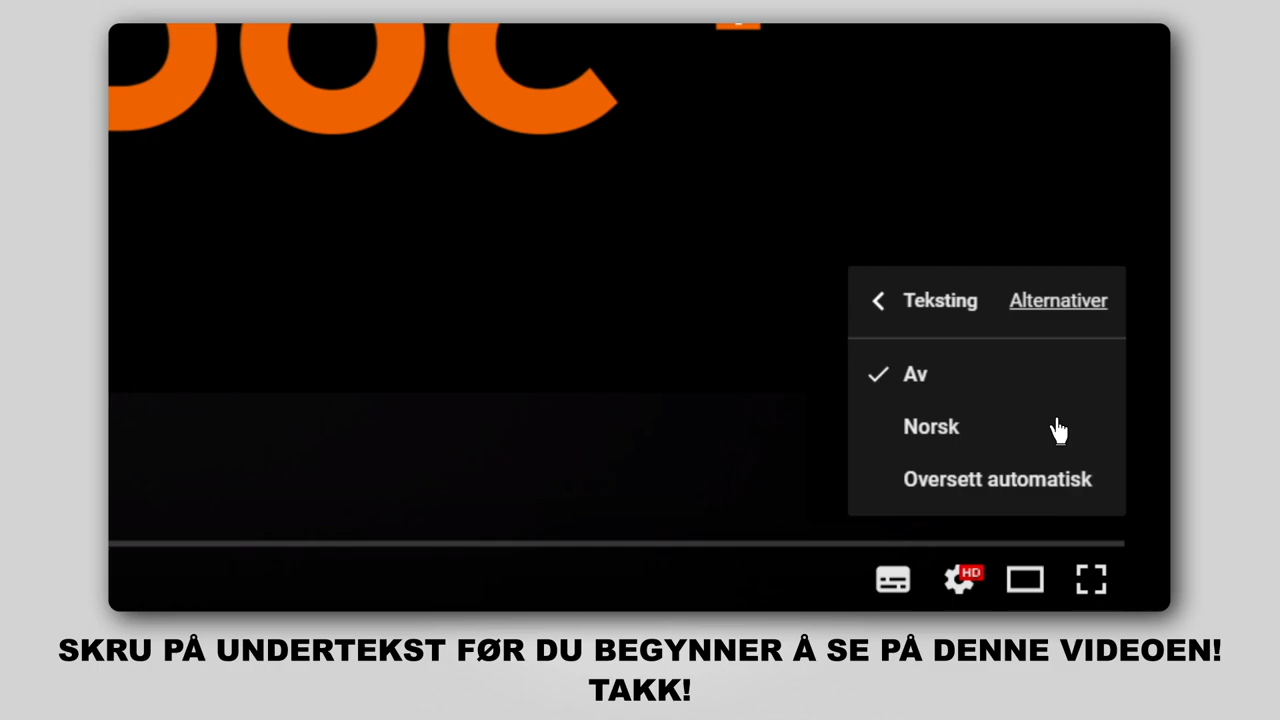 Teksting Alternativer
Av
Norsk
Oversett automatisk
HD
SKRU PÅ UNDERTEKST FØR DU BEGYNNER Å SE PÅ DENNE VIDEOEN!
TAKK!